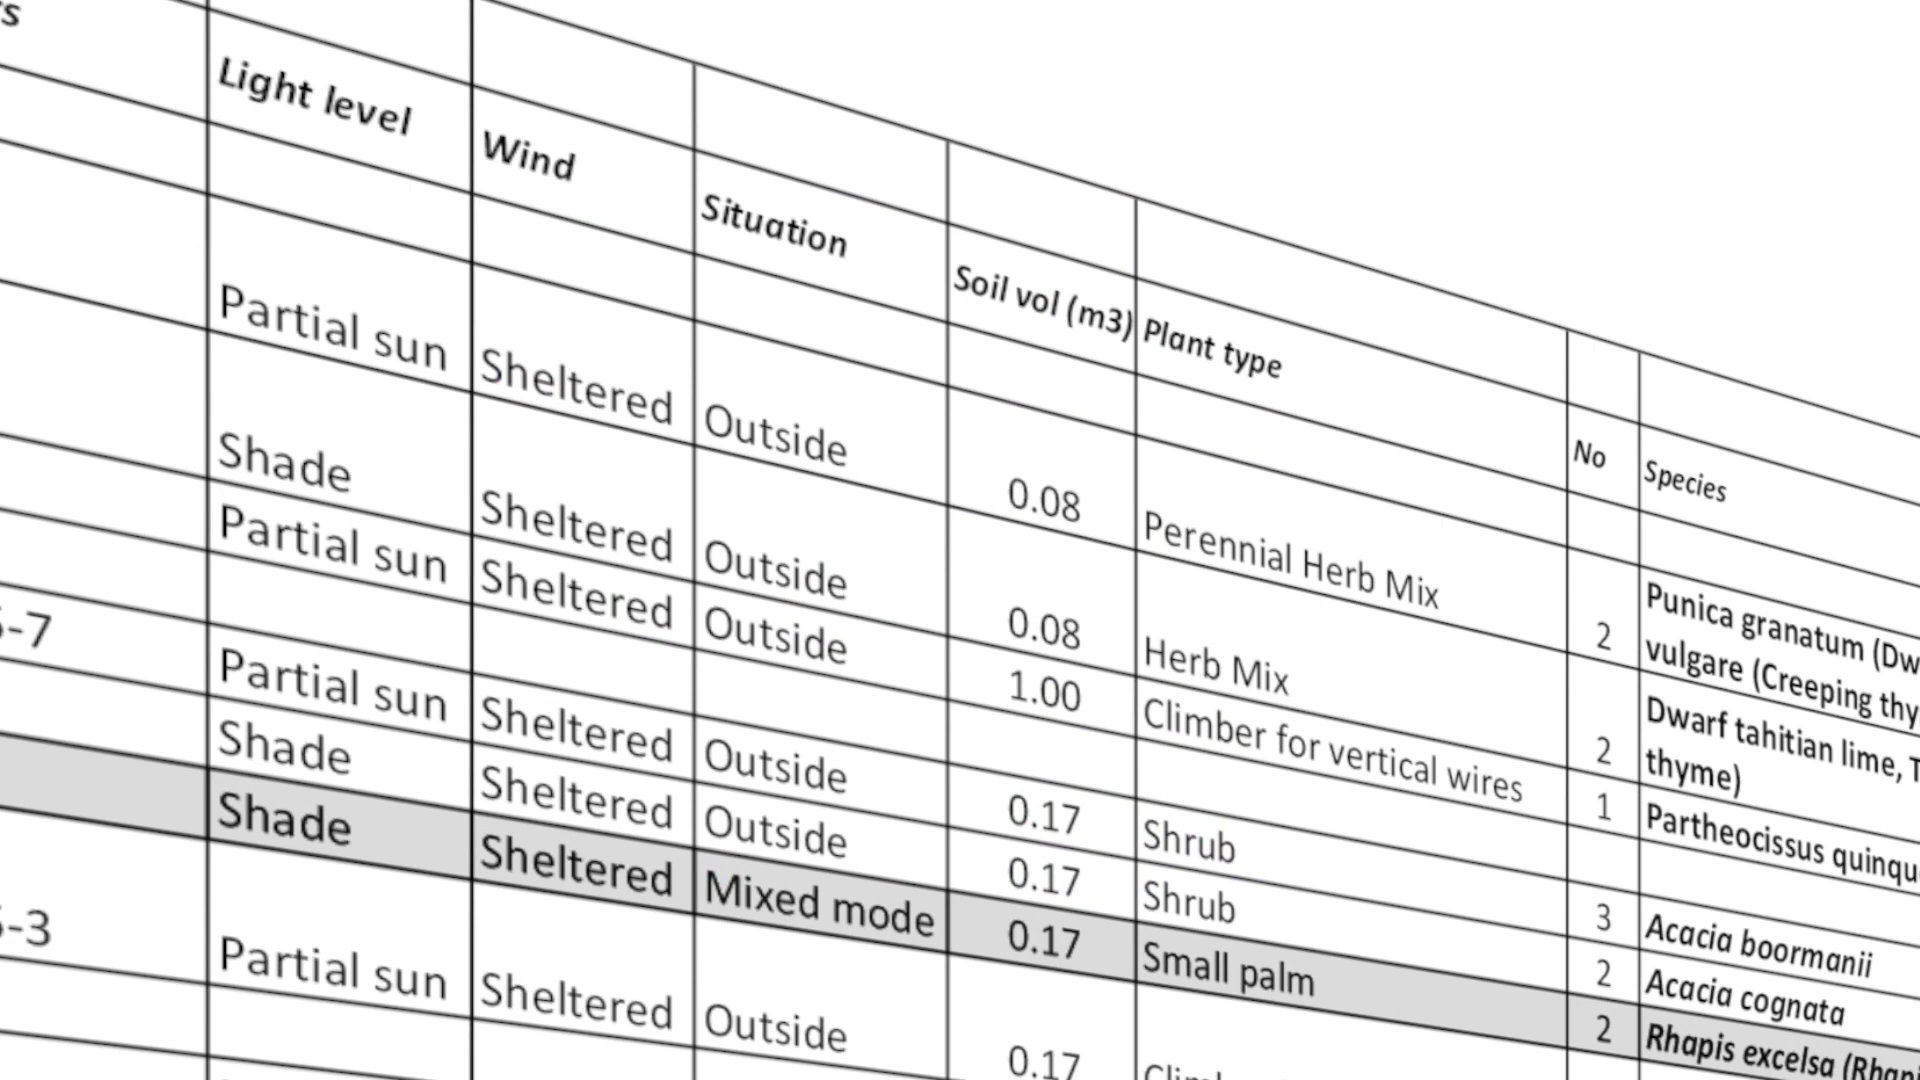 Light level Wind Situation Soil vol (m3) Plant type No Species
Partial sun Sheltered Outside 0.08 Perennial Herb Mix 2 Punica granatum (Dw
vulgare (Creeping thy
Shade Sheltered Outside 0.08 Herb Mix 2 Dwarf tahitian lime, T
thyme)
Partial sun Sheltered Outside 1.00 Climber for vertical wires 1 Partheocissus quinqu
-7 Partial sun Sheltered Outside 0.17 Shrub 3 Acacia boormanii
Shade Sheltered Outside 0.17 Shrub 2 Acacia cognata
Shade Sheltered Mixed mode 0.17 Small palm 2 Rhapis excelsa (Rhapi
-3 Partial sun Sheltered Outside 0.17